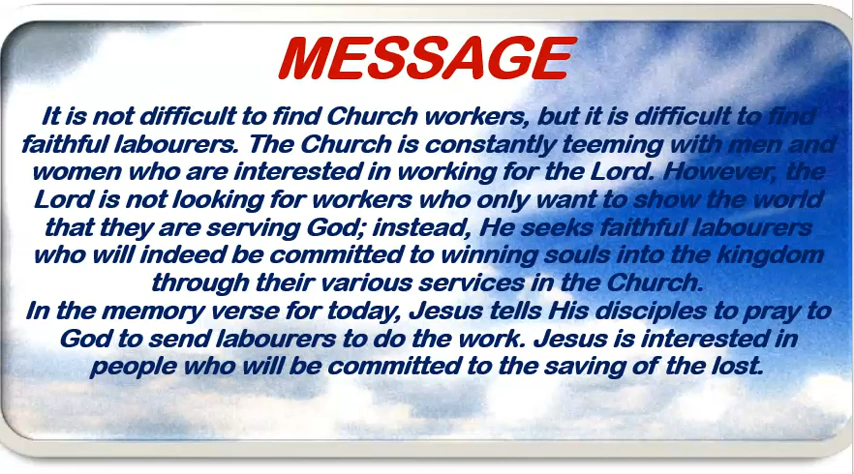 MESSAGE
It is not difficult to find Church workers, but it is difficult to find
faithful labourers. The Church is constantly teeming with men and
women who are interested in working for the Lord. However, the
Lord is not looking for workers who only want to show the world
that they are serving God; instead, He seeks faithful labourers
who will indeed be committed to winning souls into the kingdom
through their various services in the Church.
In the memory verse for today, Jesus tells His disciples to pray to
God to send labourers to do the work. Jesus is interested in
people who will be committed to the saving of the lost.